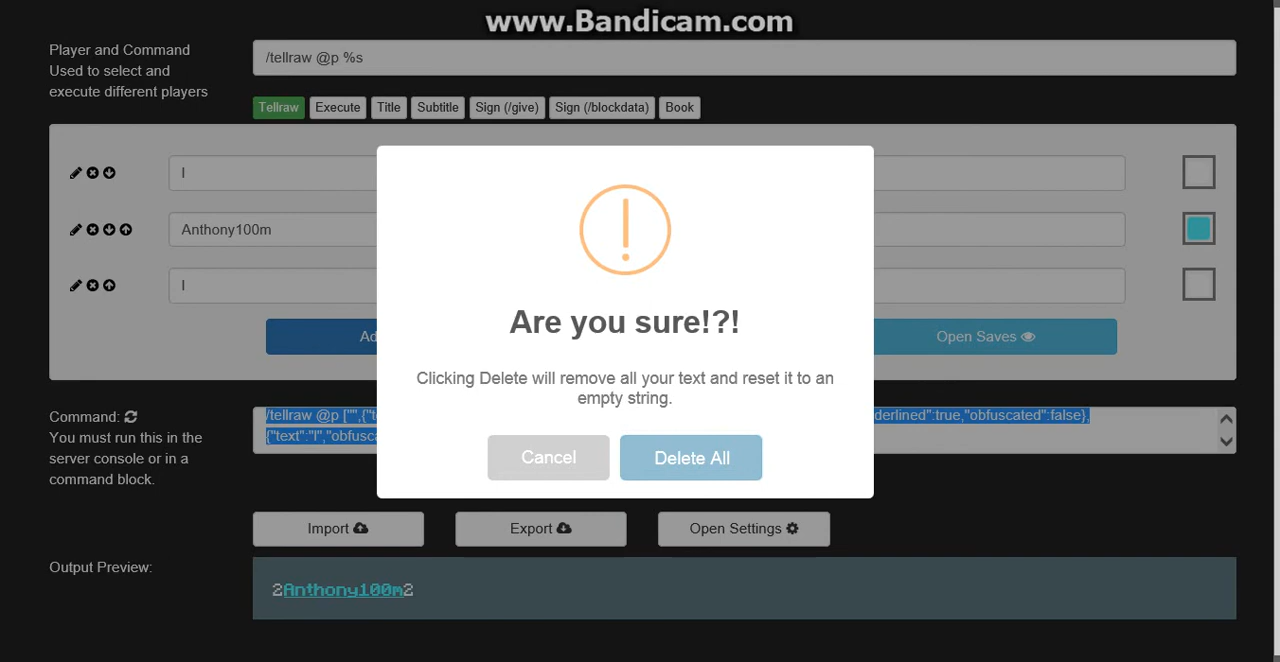 www.Bandicam.com
Player and Command
Used to select and
execute different players
/tellraw @p %s
Tellraw Execute Title Subtitle Sign (/give) Sign (/blockdata) Book
I
Anthony100m
I
Ad
Open Saves
Are you sure!?!
Clicking Delete will remove all your text and reset it to an
empty string.
Cancel Delete All
Command:
You must run this in the
server console or in a
command block.
/tellraw @p ["",{"te derlined":true,"obfuscated":false},
{"text":"I","obfusca
Import Export Open Settings
Output Preview:
2Anthony100m2